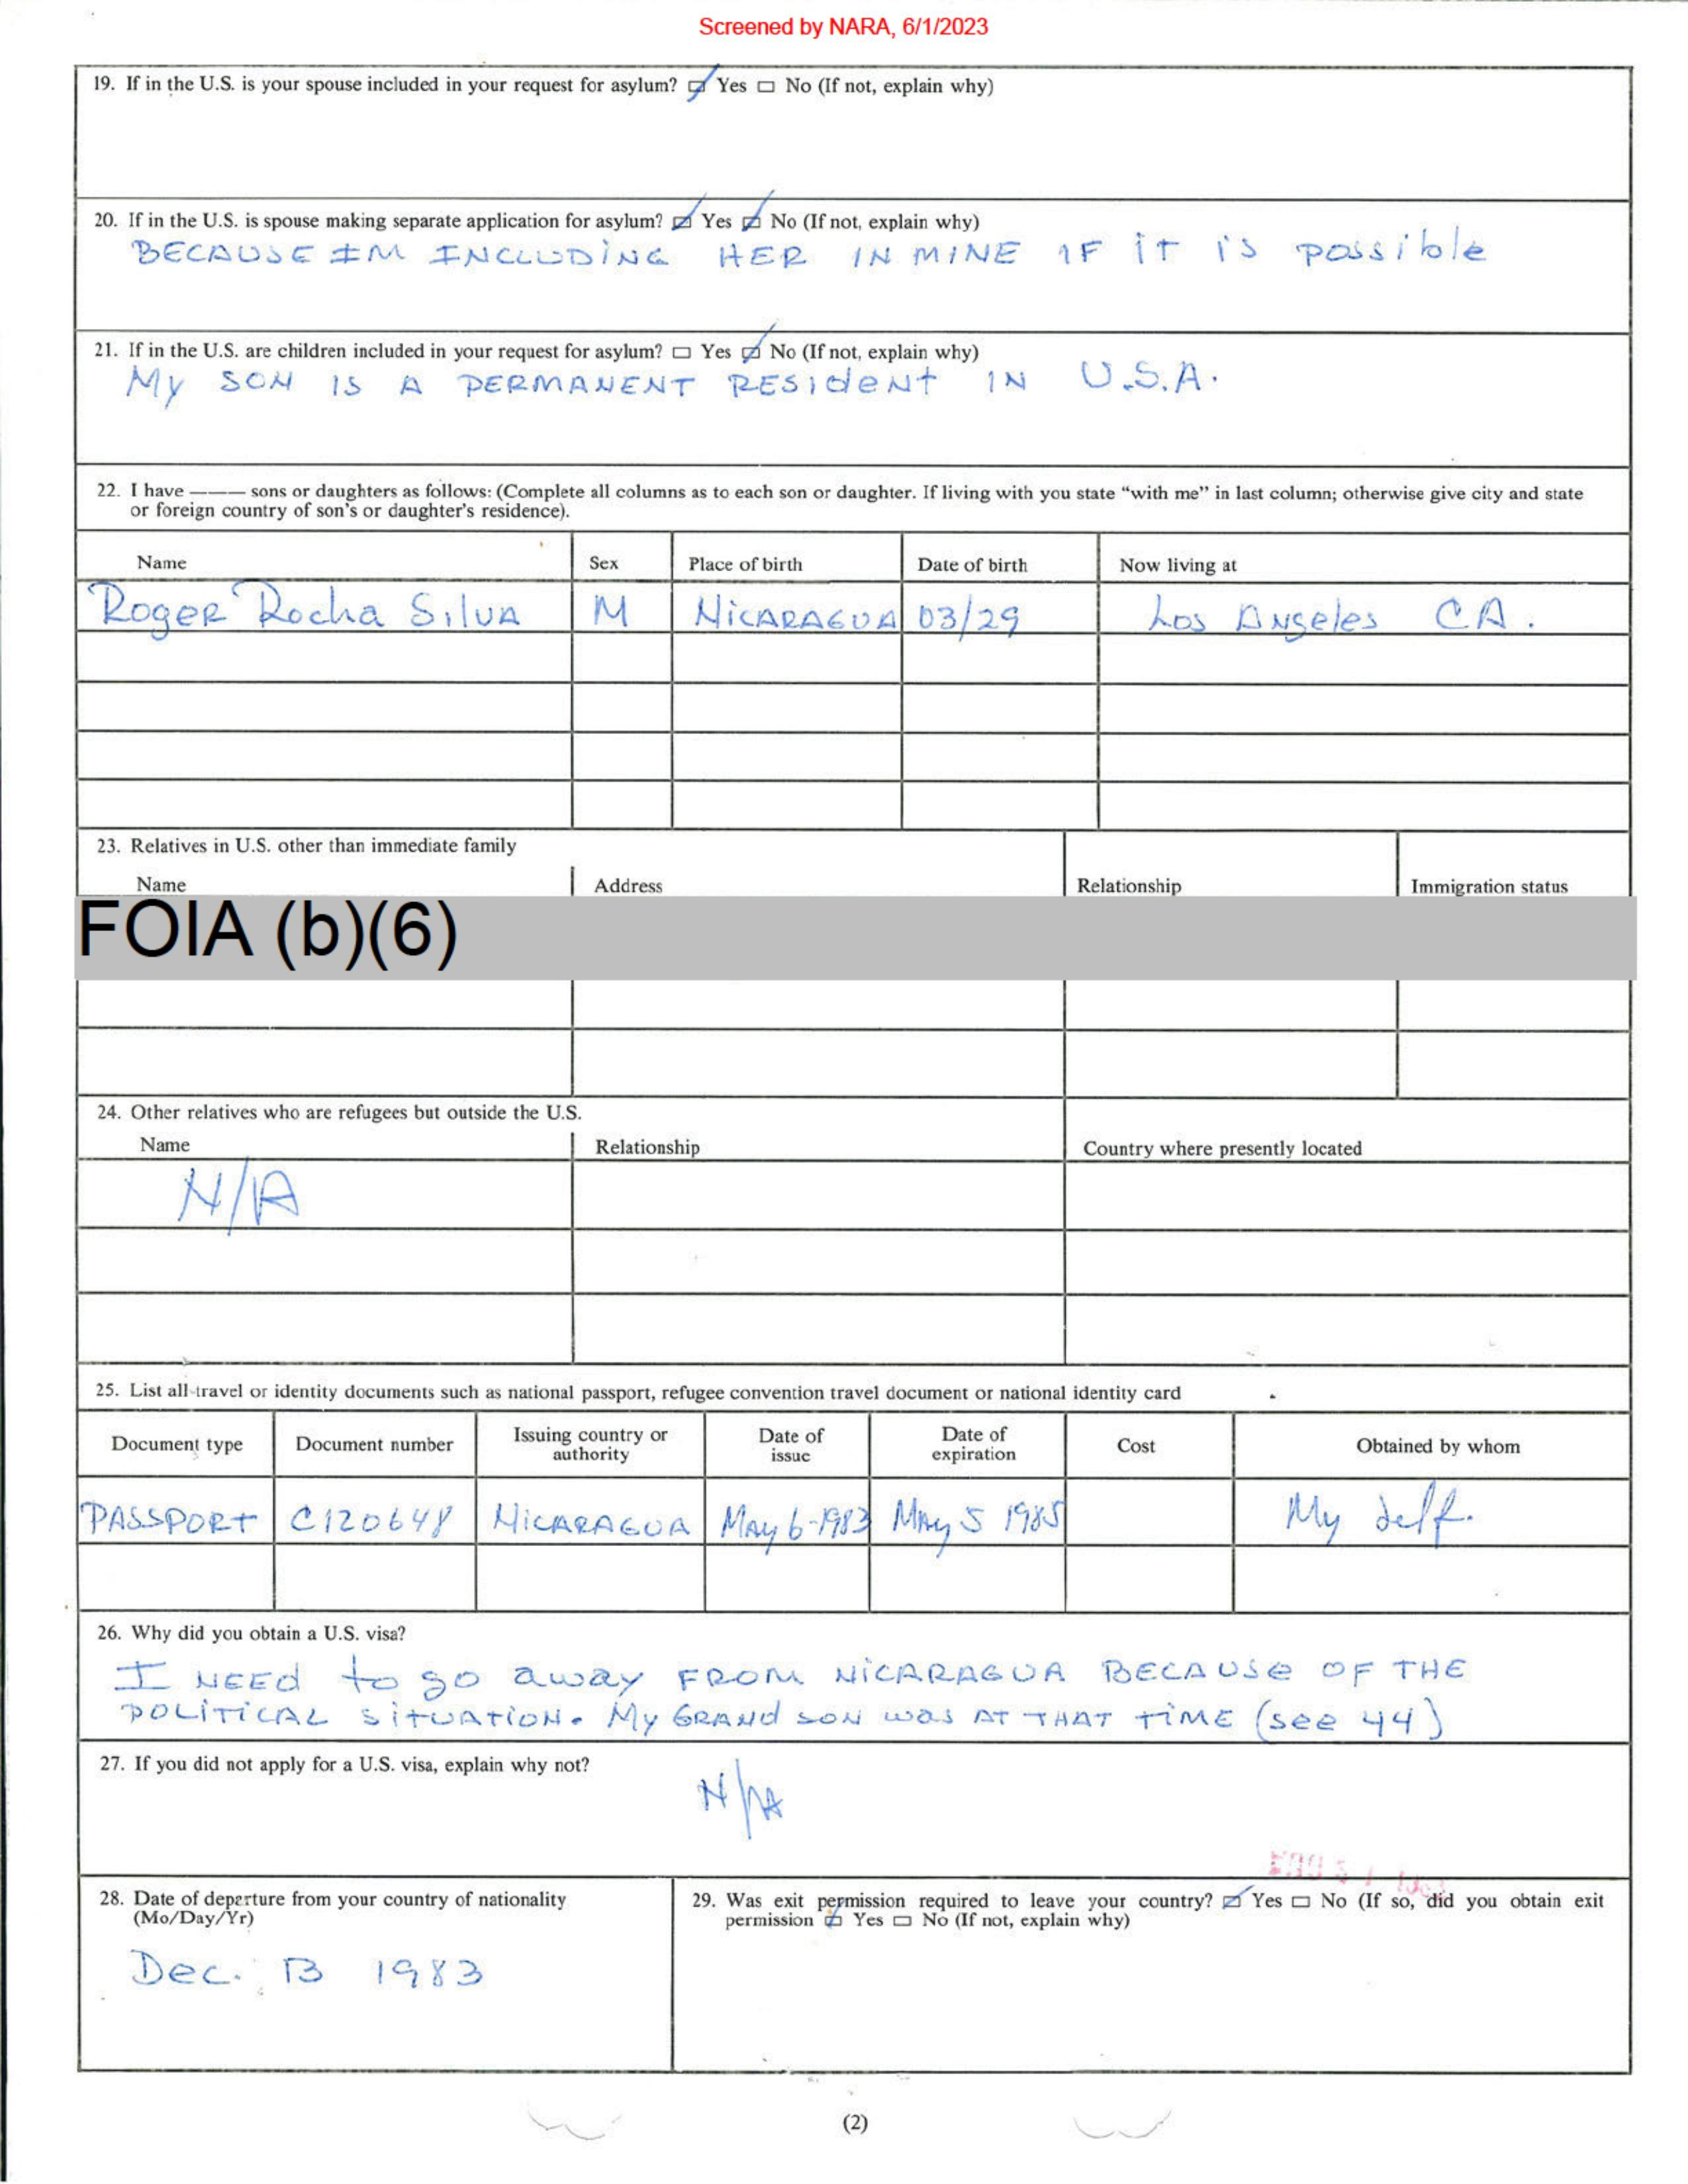 Screened by NARA, 6/1/2023
19. If in the U.S. is your spouse included in your request for asylum? ☑ Yes ☐ No (If not, explain why)
20. If in the U.S. is spouse making separate application for asylum? ☑ Yes ☑ No (If not, explain why)
BECAUSE IM INCLUDING HER IN MINE IF IT IS POSSIBLE
21. If in the U.S. are children included in your request for asylum? ☐ Yes ☑ No (If not, explain why)
My SON IS A PERMANENT RESIdeNt IN U.S.A.
22. I have —— sons or daughters as follows: (Complete all columns as to each son or daughter. If living with you state “with me” in last column; otherwise give city and state
or foreign country of son's or daughter's residence).
Name Sex Place of birth Date of birth Now living at
Roger Rocha Silva M NICARAGUA 03/29 Los Angeles CA.
23. Relatives in U.S. other than immediate family
Name Address Relationship Immigration status
FOIA (b)(6)
24. Other relatives who are refugees but outside the U.S.
Name Relationship Country where presently located
N/A
25. List all travel or identity documents such as national passport, refugee convention travel document or national identity card
Document type Document number Issuing country or authority Date of issue Date of expiration Cost Obtained by whom
PASSPORT C120648 NICARAGUA May 6-1983 May 5 1985 My self.
26. Why did you obtain a U.S. visa?
I NEEd to go away FROM NICARAGUA BECAUSe OF THE
POLITICAL SITUATION. My GRANd SON was AT THAT TIME (see 44)
27. If you did not apply for a U.S. visa, explain why not?
N/A
28. Date of departure from your country of nationality
(Mo/Day/Yr)
Dec. 13 1983
29. Was exit permission required to leave your country? ☑ Yes ☐ No (If so, did you obtain exit
permission ☑ Yes ☐ No (If not, explain why)
(2)